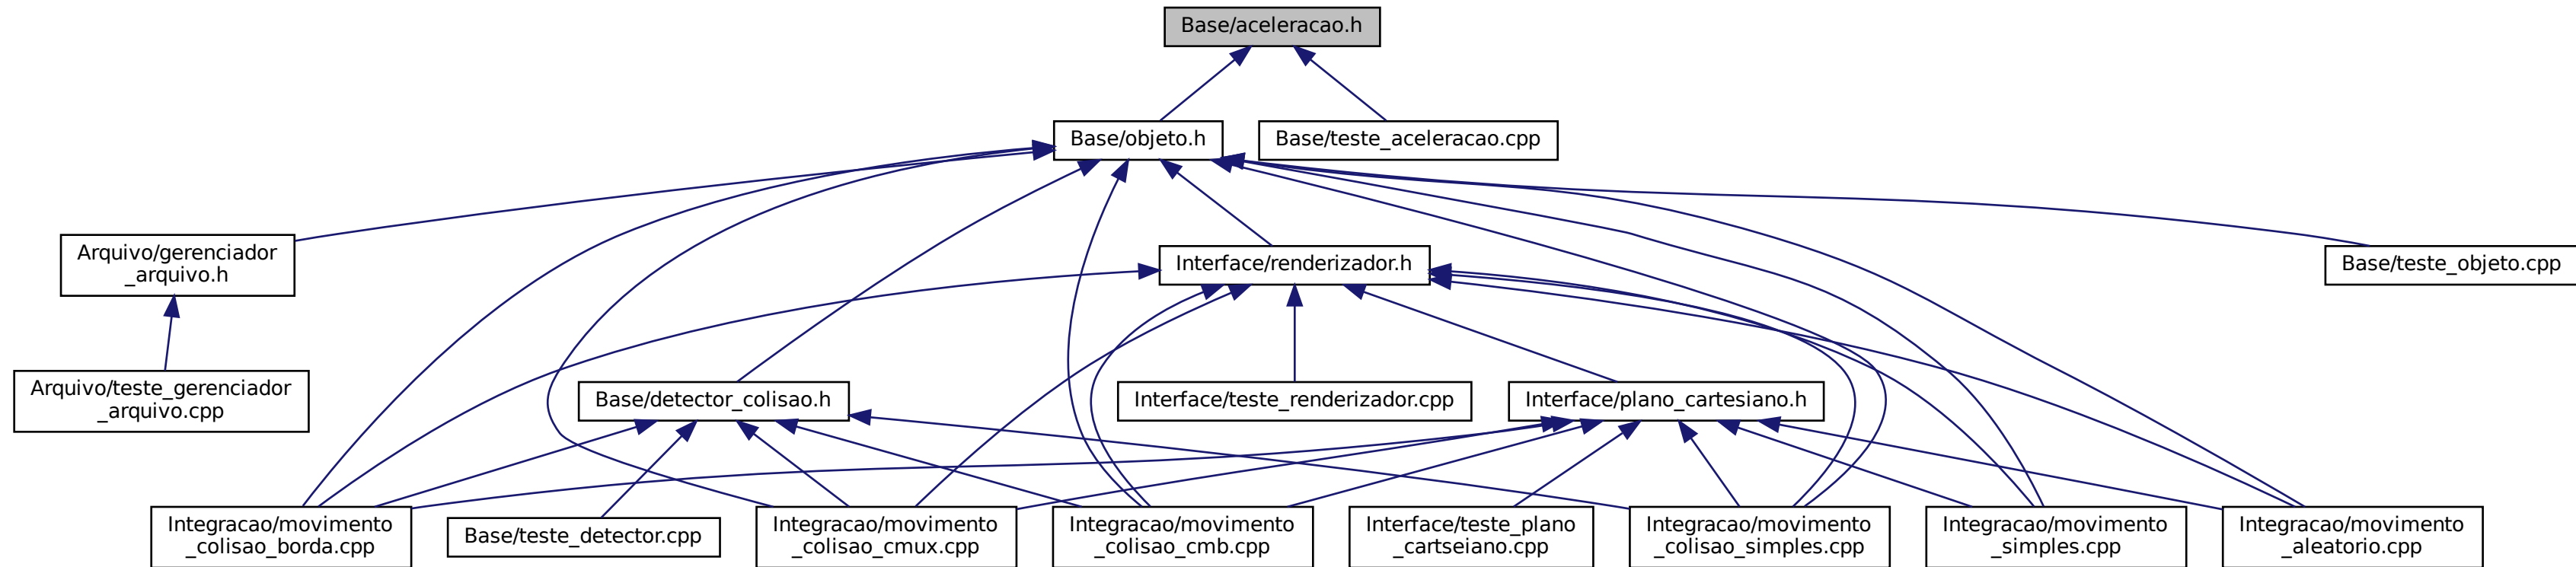 Base/aceleracao.h
Base/objeto.h
Base/teste_aceleracao.cpp
Arquivo/gerenciador
_arquivo.h
Interface/renderizador.h
Base/teste_objeto.cpp
Arquivo/teste_gerenciador
_arquivo.cpp
Base/detector_colisao.h
Interface/teste_renderizador.cpp
Interface/plano_cartesiano.h
Integracao/movimento
_colisao_borda.cpp
Base/teste_detector.cpp
Integracao/movimento
_colisao_cmux.cpp
Integracao/movimento
_colisao_cmb.cpp
Interface/teste_plano
_cartseiano.cpp
Integracao/movimento
_colisao_simples.cpp
Integracao/movimento
_simples.cpp
Integracao/movimento
_aleatorio.cpp